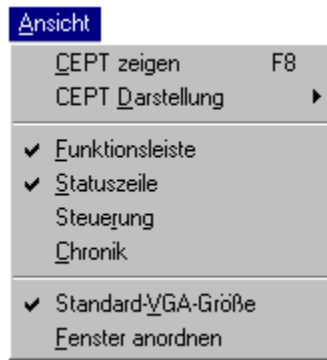 Ansicht
CEPT zeigen F8
CEPT Darstellung
Funktionsleiste
Statuszeile
Steuerung
Chronik
Standard-VGA-Größe
Fenster anordnen